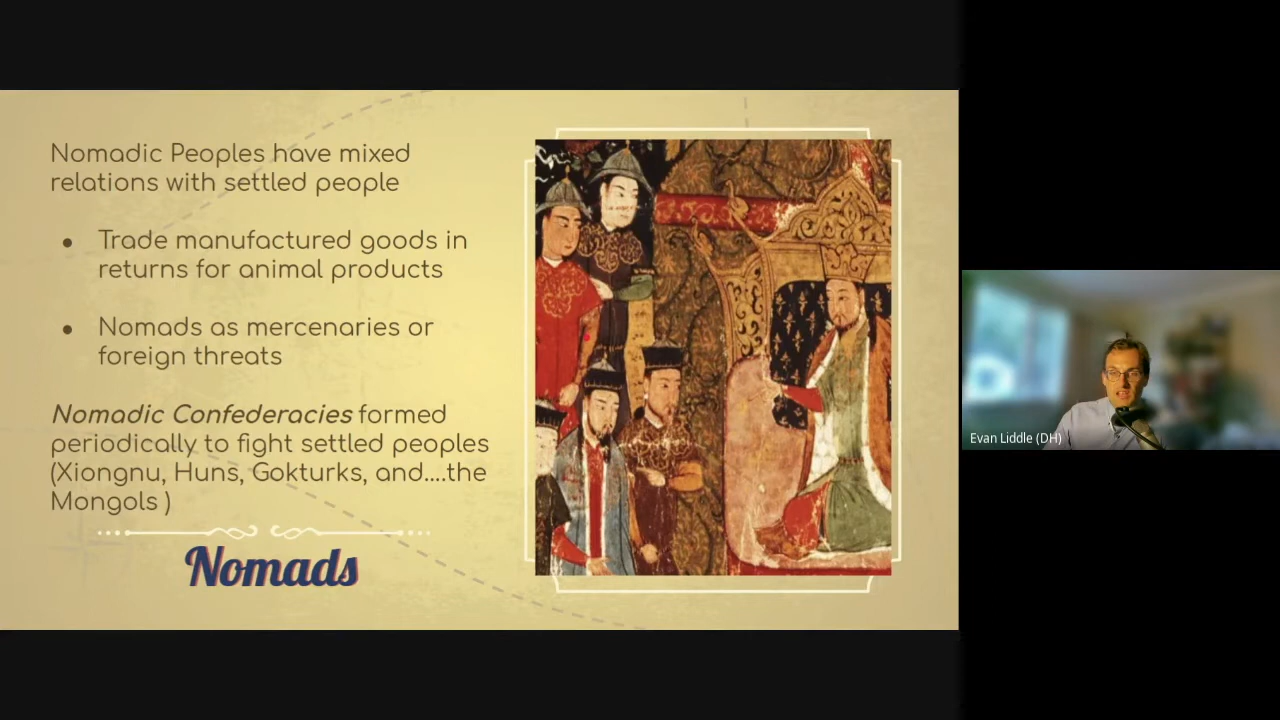 Nomadic Peoples have mixed
relations with settled people
● Trade manufactured goods in
returns for animal products
● Nomads as mercenaries or
foreign threats
Nomadic Confederacies formed
periodically to fight settled peoples
(Xiongnu, Huns, Gokturks, and....the
Mongols )
Nomads
Evan Liddle (DH)